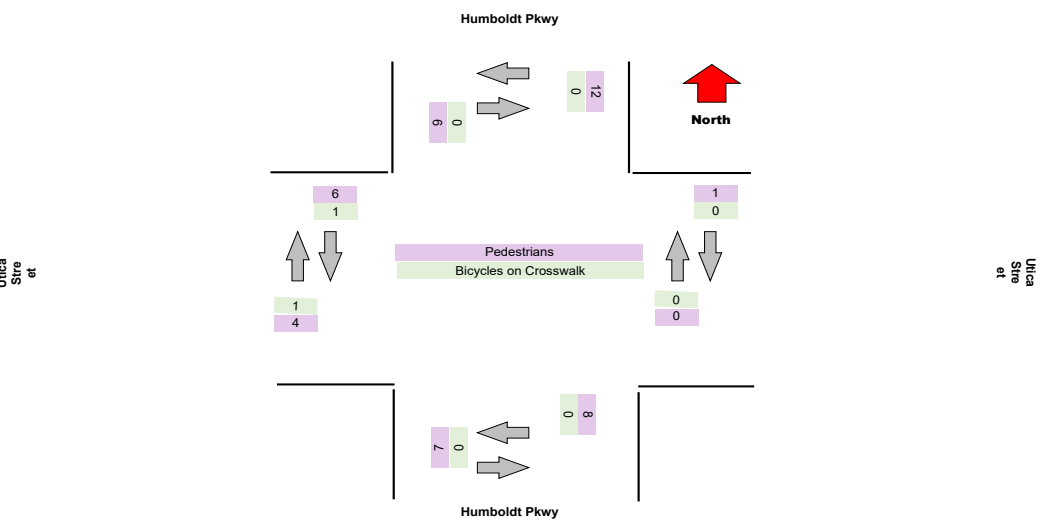 Humboldt Pkwy
0
12
6
0
North
6
1
1
0
Pedestrians
Bicycles on Crosswalk
Utica
Stre
et
Utica
Stre
et
1
4
0
0
0
8
7
0
Humboldt Pkwy